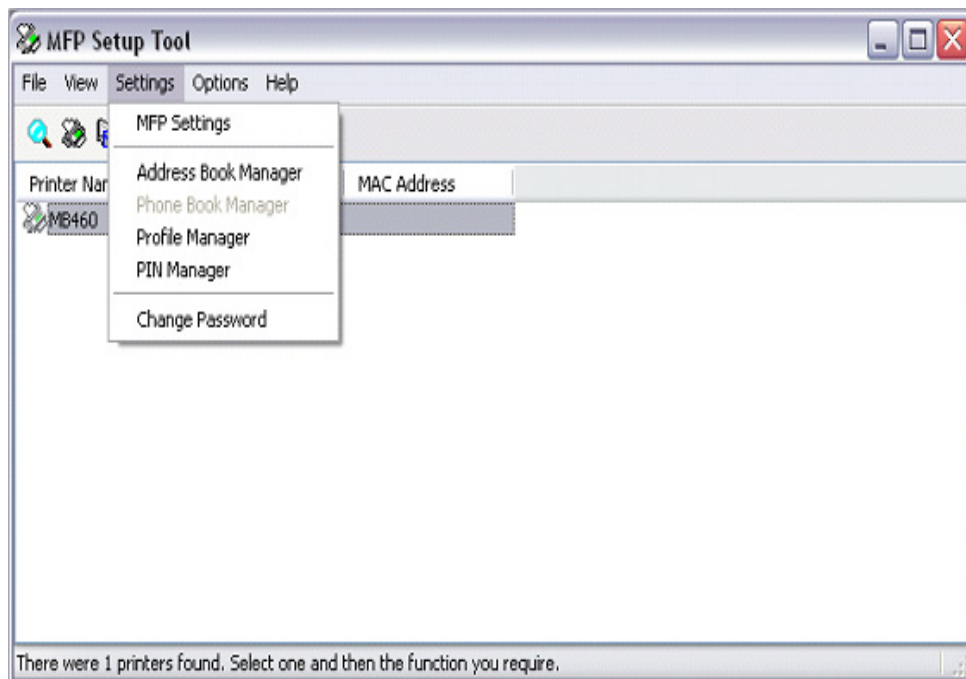 MFP Setup Tool
File View Settings Options Help
MFP Settings
Address Book Manager
Phone Book Manager
Profile Manager
PIN Manager
Change Password
Printer Nar MAC Address
MB460
There were 1 printers found. Select one and then the function you require.